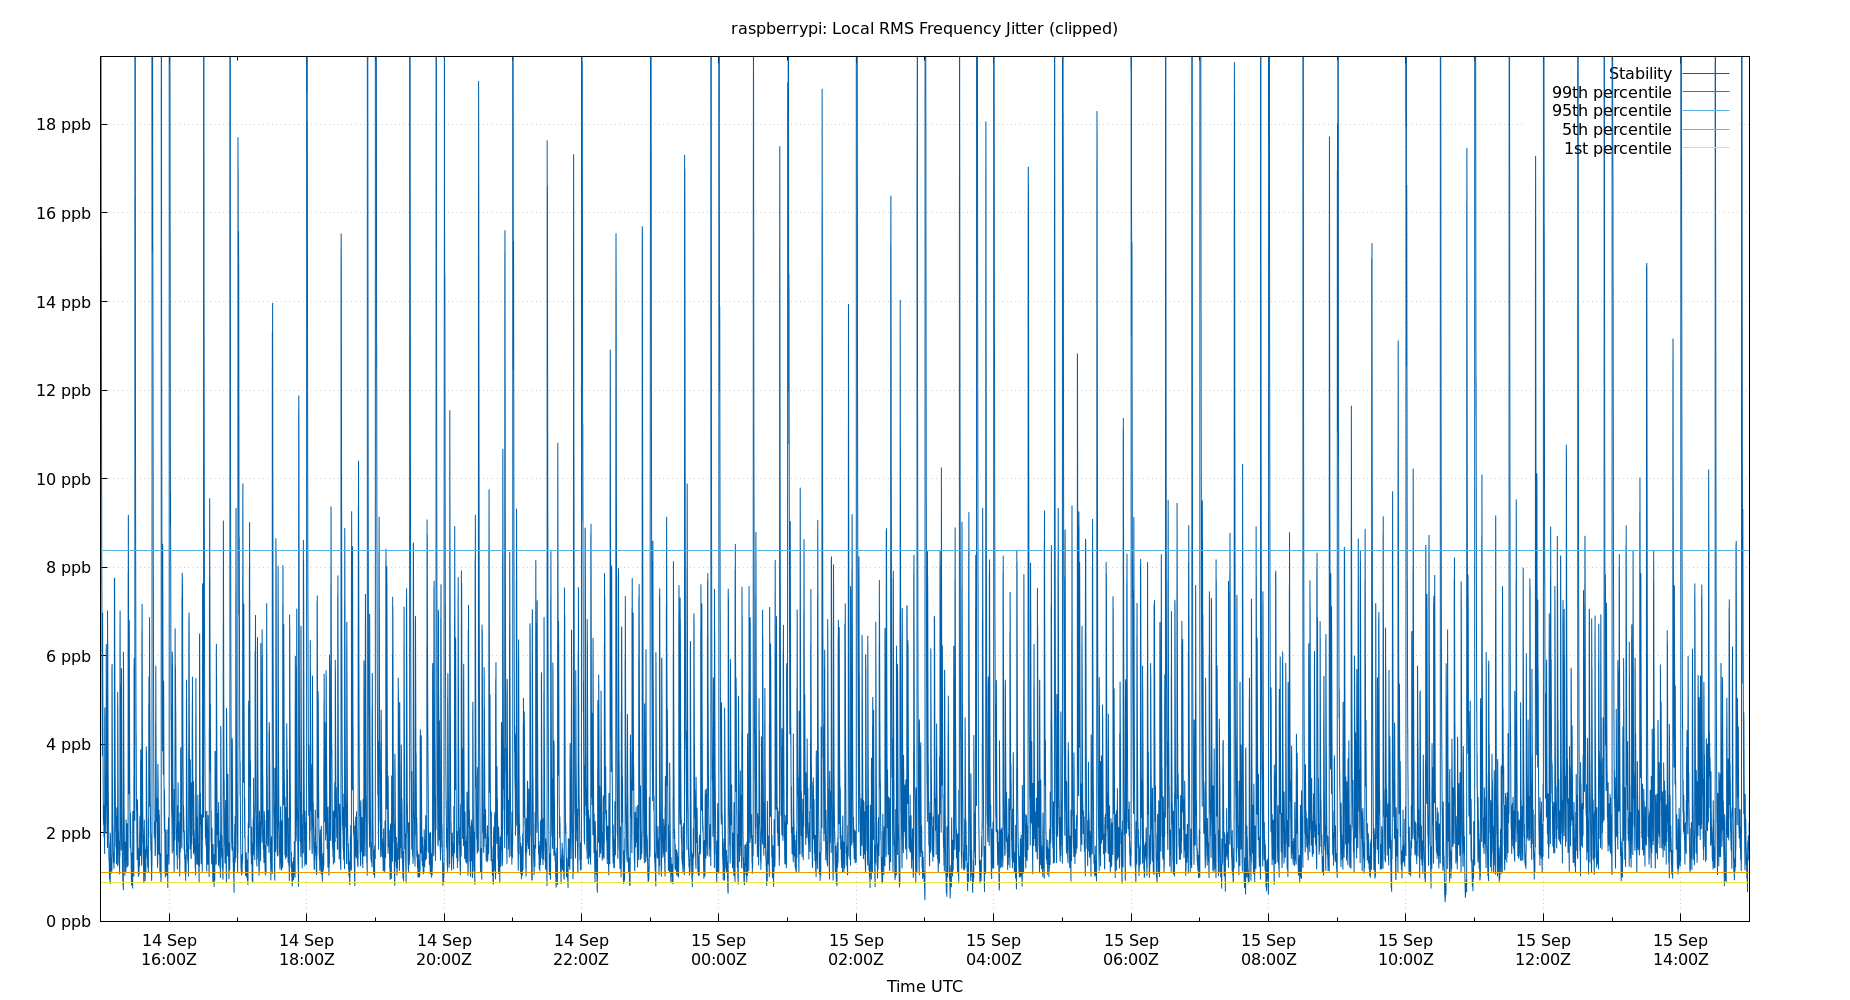 raspberrypi: Local RMS Frequency Jitter (clipped)
Stability
99th percentile
95th percentile
5th percentile
1st percentile
18 ppb
16 ppb
14 ppb
12 ppb
10 ppb
8 ppb
6 ppb
4 ppb
2 ppb
0 ppb
14 Sep 14 Sep 14 Sep 14 Sep 15 Sep 15 Sep 15 Sep 15 Sep 15 Sep 15 Sep 15 Sep 15 Sep
16:00Z 18:00Z 20:00Z 22:00Z 00:00Z 02:00Z 04:00Z 06:00Z 08:00Z 10:00Z 12:00Z 14:00Z
Time UTC